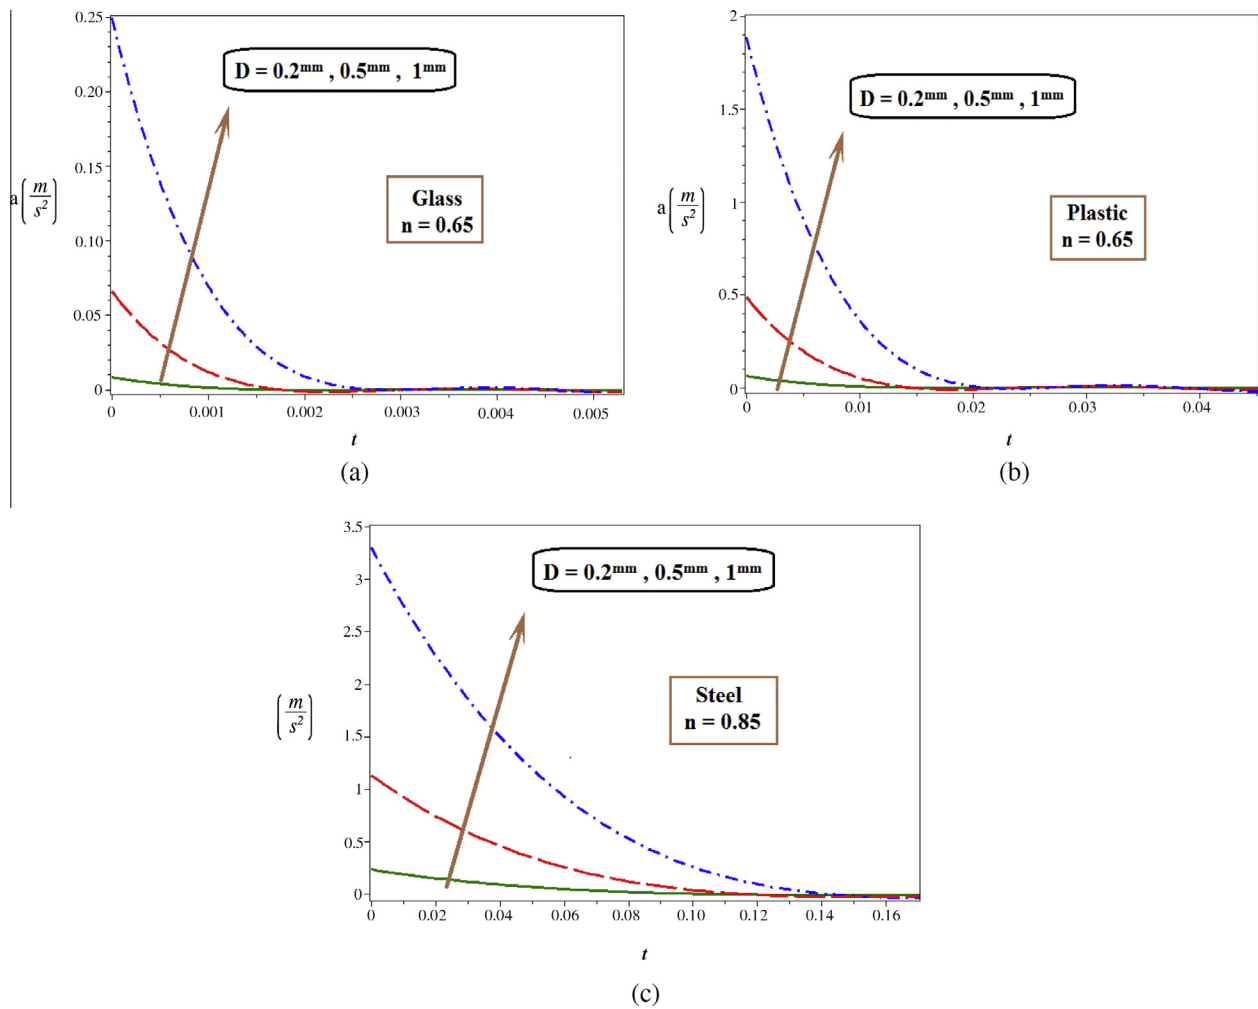 0.25
0.20
0.15
0.10
0.05
0
a(m/s²)
D = 0.2mm , 0.5mm , 1mm
Glass
n = 0.65
0 0.001 0.002 0.003 0.004 0.005
t
(a)
2
1.5
1
0.5
0
a(m/s²)
D = 0.2mm , 0.5mm , 1mm
Plastic
n = 0.65
0 0.01 0.02 0.03 0.04
t
(b)
3.5
3
2.5
2
1.5
1
0.5
0
(m/s²)
D = 0.2mm , 0.5mm , 1mm
Steel
n = 0.85
0 0.02 0.04 0.06 0.08 0.10 0.12 0.14 0.16
t
(c)